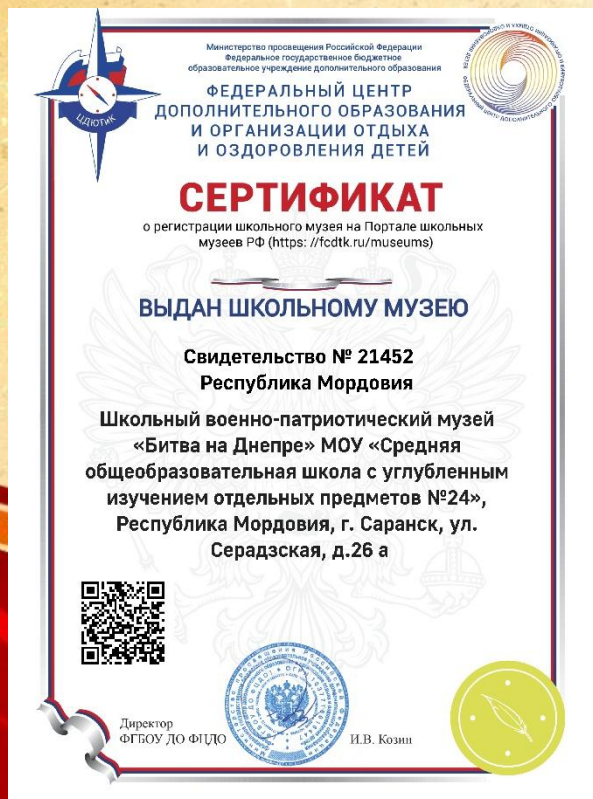 Министерство просвещения Российской Федерации
Федеральное государственное бюджетное
образовательное учреждение дополнительного образования
ФЕДЕРАЛЬНЫЙ ЦЕНТР
ДОПОЛНИТЕЛЬНОГО ОБРАЗОВАНИЯ
И ОРГАНИЗАЦИИ ОТДЫХА
И ОЗДОРОВЛЕНИЯ ДЕТЕЙ
ЦДЮТиК
СЕРТИФИКАТ
о регистрации школьного музея на Портале школьных
музеев РФ (https: //fcdtk.ru/museums)
ВЫДАН ШКОЛЬНОМУ МУЗЕЮ
Свидетельство № 21452
Республика Мордовия
Школьный военно-патриотический музей
«Битва на Днепре» МОУ «Средняя
общеобразовательная школа с углубленным
изучением отдельных предметов №24»,
Республика Мордовия, г. Саранск, ул.
Серадзская, д.26 а
Директор
ФГБОУ ДО ФЦДО
И.В. Козин